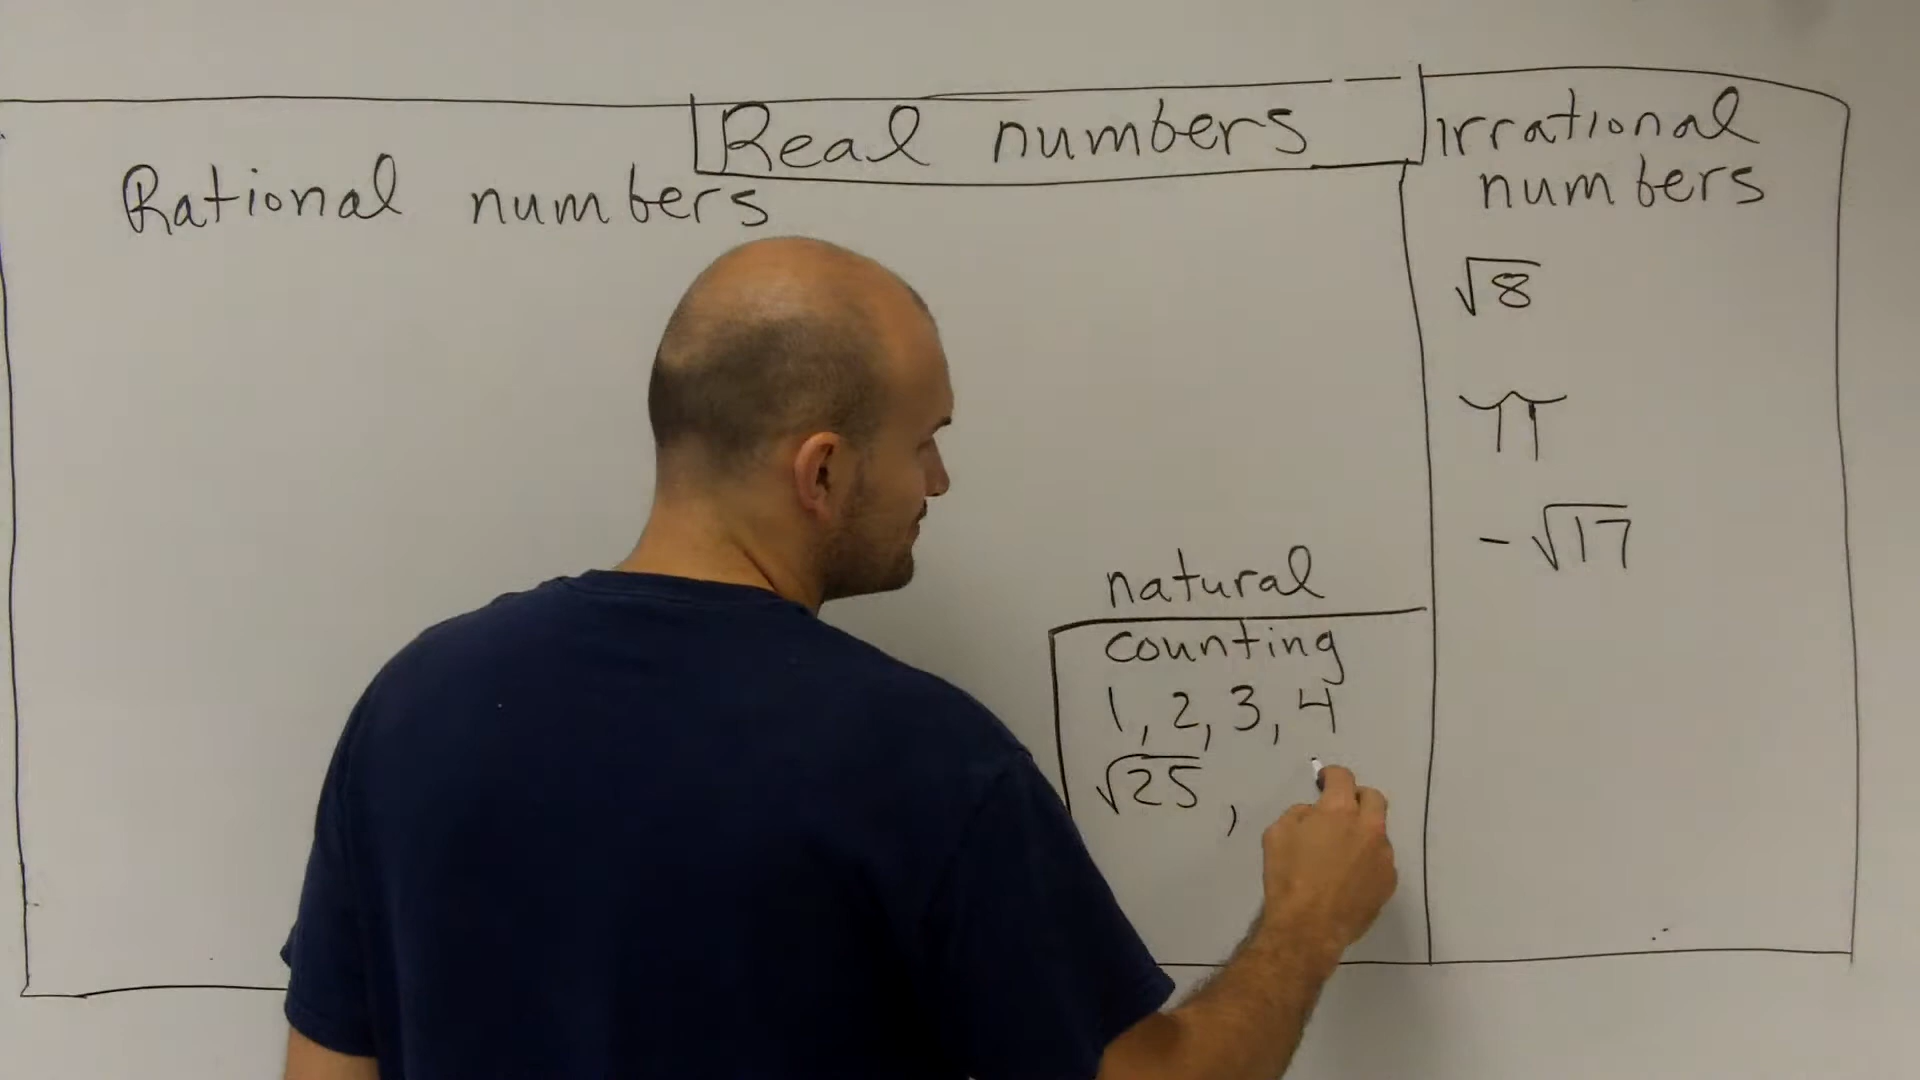 Real numbers
Rational numbers
irrational
numbers
√8
π
-√17
natural
counting
1, 2, 3, 4
√25,